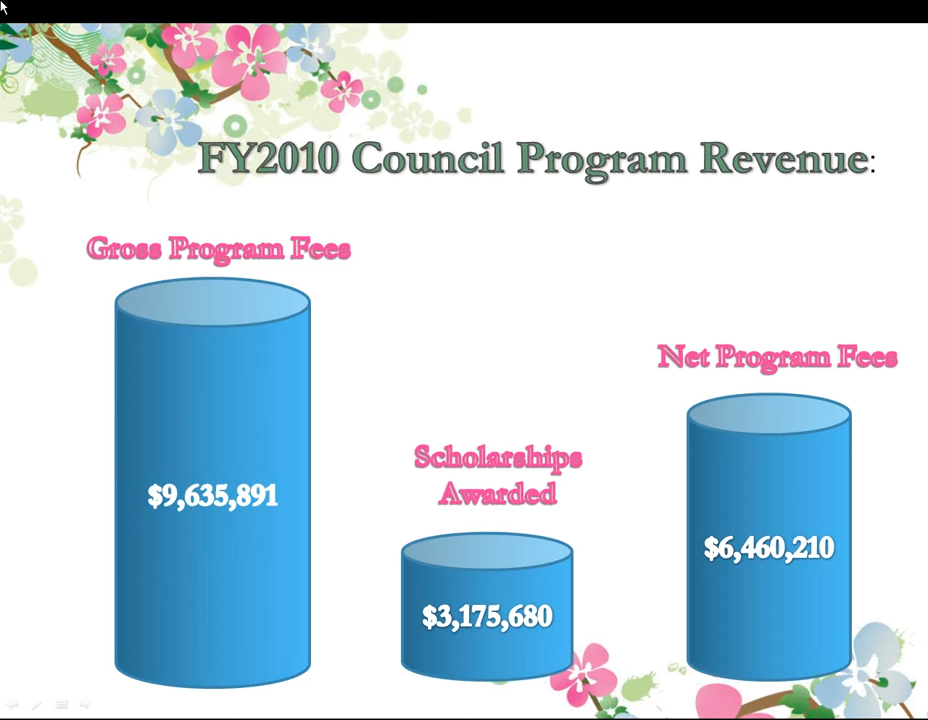 FY2010 Council Program Revenue:
Gross Program Fees
Net Program Fees
Scholarships
Awarded
$9,635,891
$6,460,210
$3,175,680